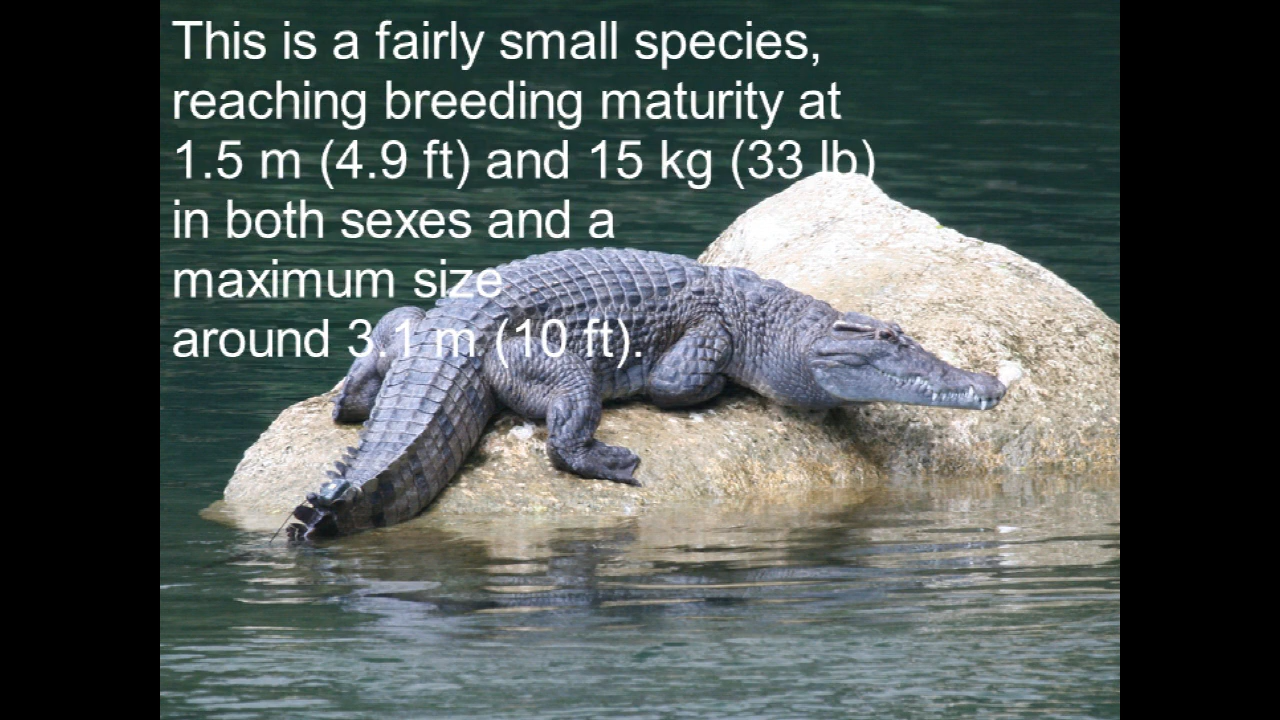 This is a fairly small species,
reaching breeding maturity at
1.5 m (4.9 ft) and 15 kg (33 lb)
in both sexes and a
maximum size
around 3.1 m (10 ft).